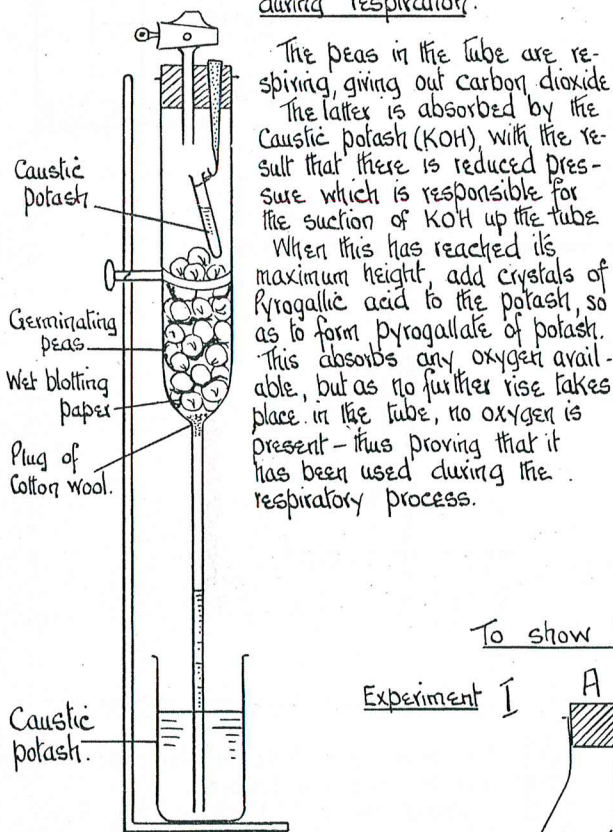 during respiration.
The peas in the tube are re-
spiring, giving out carbon dioxide
The latter is absorbed by the
Caustic potash (KOH), with the re-
sult that there is reduced pres-
sure which is responsible for
the suction of KOH up the tube
When this has reached its
maximum height, add crystals of
Pyrogallic acid to the potash, so
as to form pyrogallate of potash.
This absorbs any oxygen avail-
able, but as no further rise takes
place in the tube, no oxygen is
present – thus proving that it
has been used during the
respiratory process.
Caustic
potash
Germinating
peas
Wet blotting
paper
Plug of
Cotton wool.
Caustic
potash.
To show
Experiment I
A